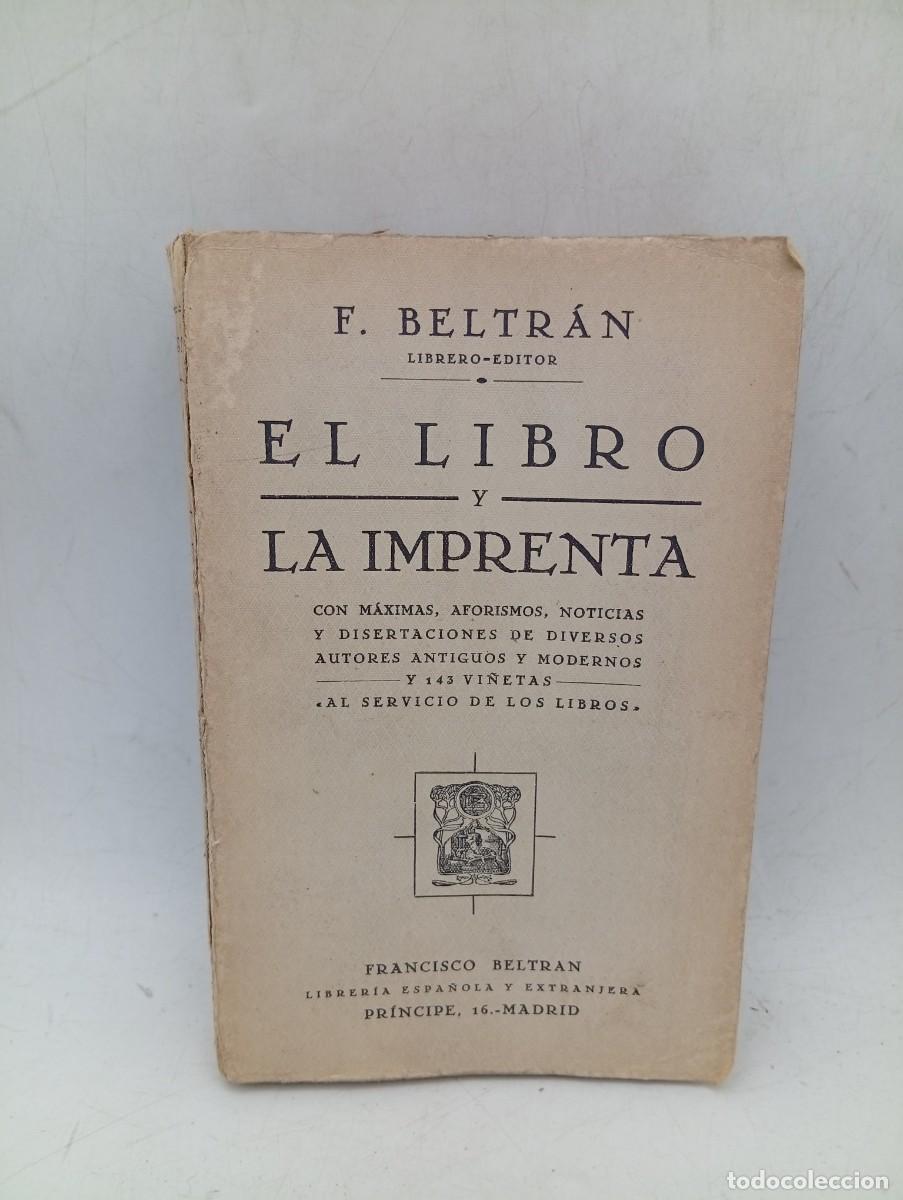 F. BELTRÁN
LIBRERO-EDITOR
EL LIBRO
Y
LA IMPRENTA
CON MÁXIMAS, AFORISMOS, NOTICIAS
Y DISERTACIONES DE DIVERSOS
AUTORES ANTIGUOS Y MODERNOS
Y 143 VIÑETAS
«AL SERVICIO DE LOS LIBROS»
FRANCISCO BELTRAN
LIBRERÍA ESPAÑOLA Y EXTRANJERA
PRÍNCIPE, 16.-MADRID
todocoleccion